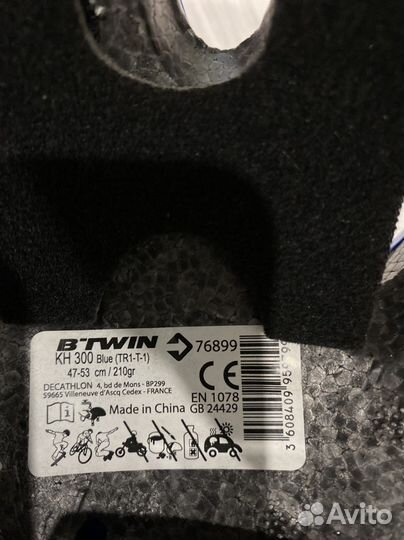 B'TWIN 76899
KH 300 Blue (TR1-T-1)
47-53 cm / 210gr
DECATHLON 4, bd de Mons - BP299
59665 Villeneuve d'Ascq Cedex - FRANCE
CE
EN 1078
Made in China GB 24429
Avito